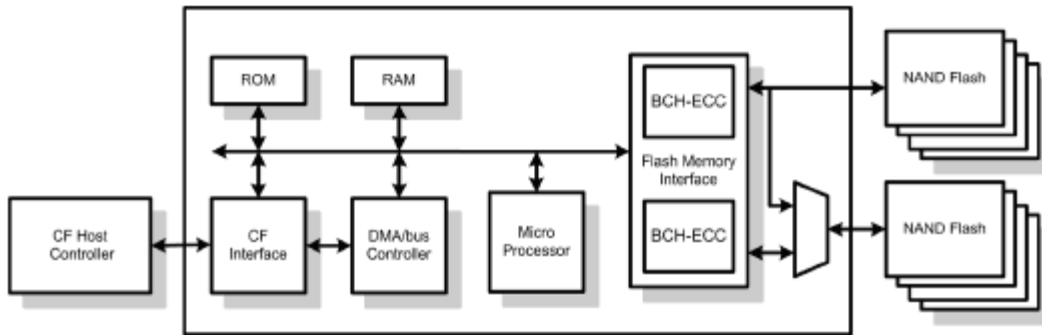 ROM
RAM
BCH-ECC
NAND Flash
Flash Memory
Interface
CF Host
Controller
CF
Interface
DMA/bus
Controller
Micro
Processor
BCH-ECC
NAND Flash